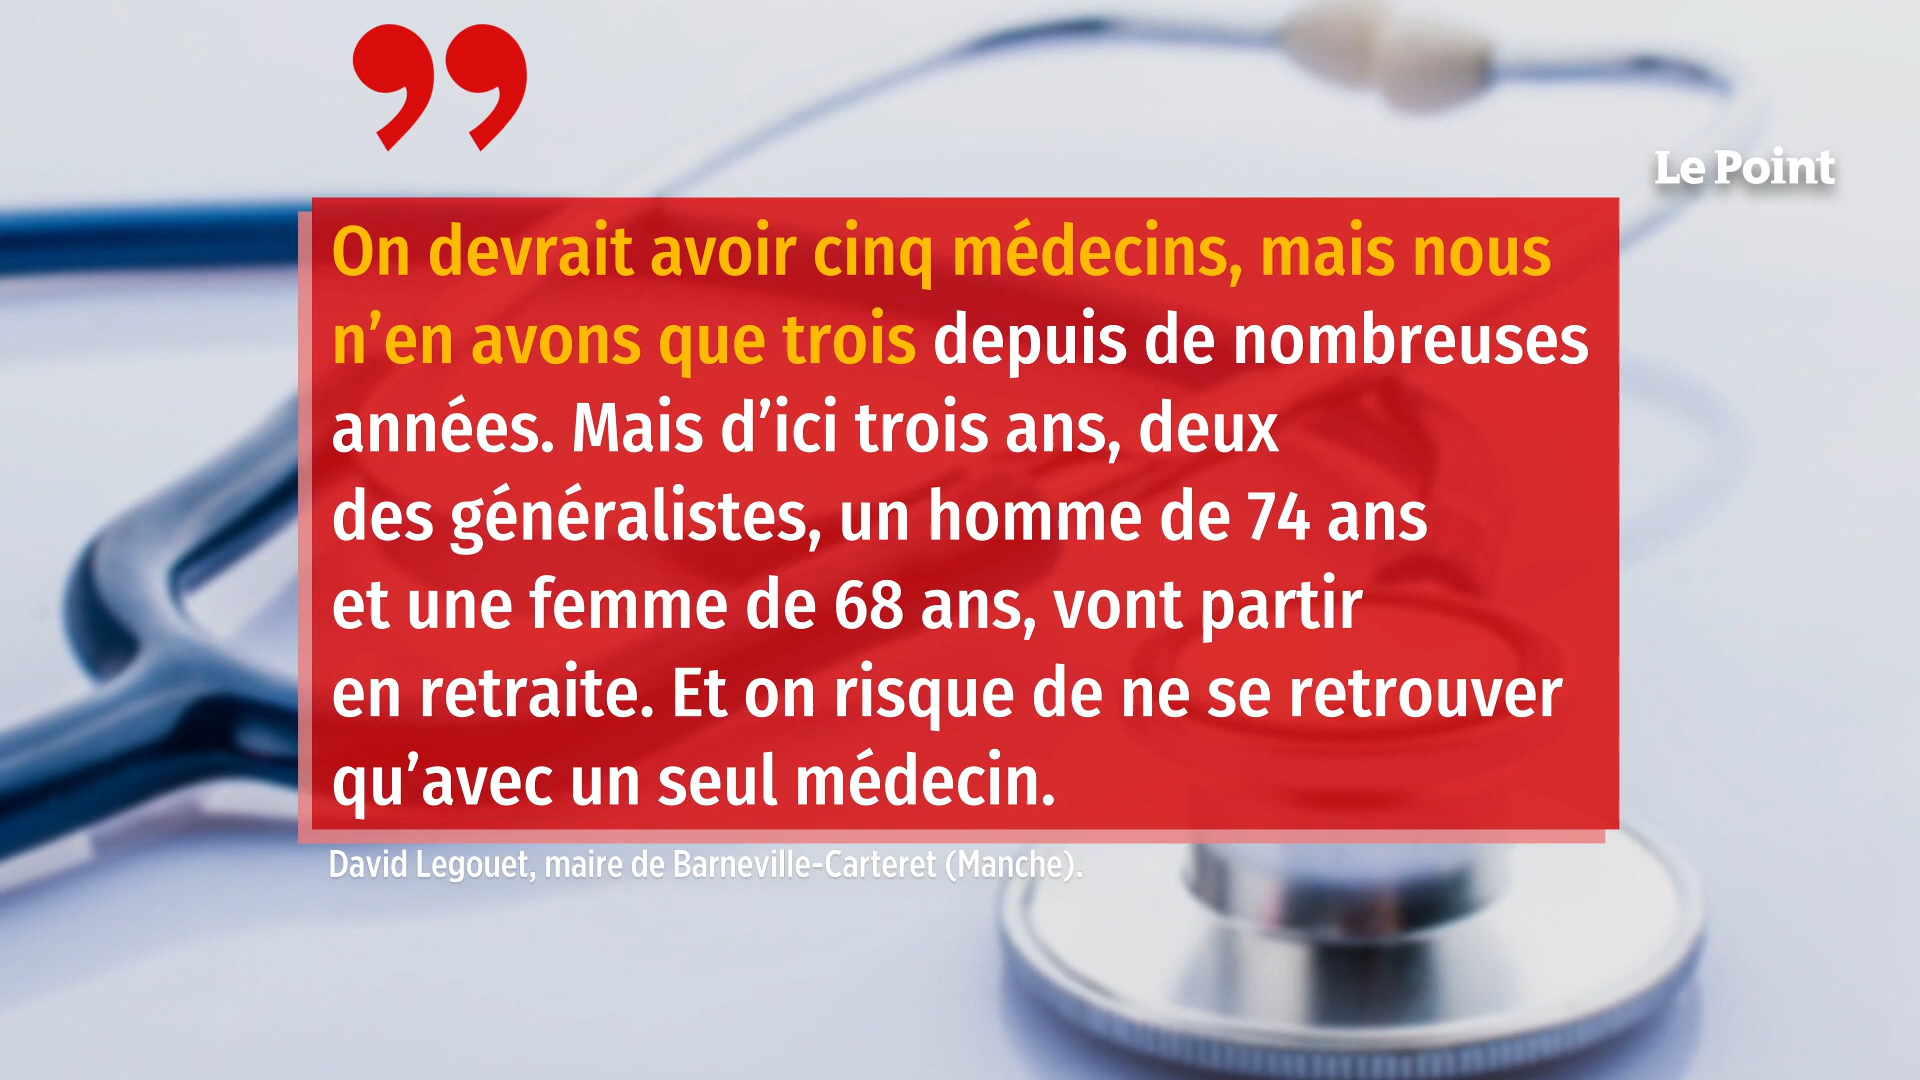 ”
Le Point
On devrait avoir cinq médecins, mais nous
n’en avons que trois depuis de nombreuses
années. Mais d’ici trois ans, deux
des généralistes, un homme de 74 ans
et une femme de 68 ans, vont partir
en retraite. Et on risque de ne se retrouver
qu’avec un seul médecin.
David Legouet, maire de Barneville-Carteret (Manche).